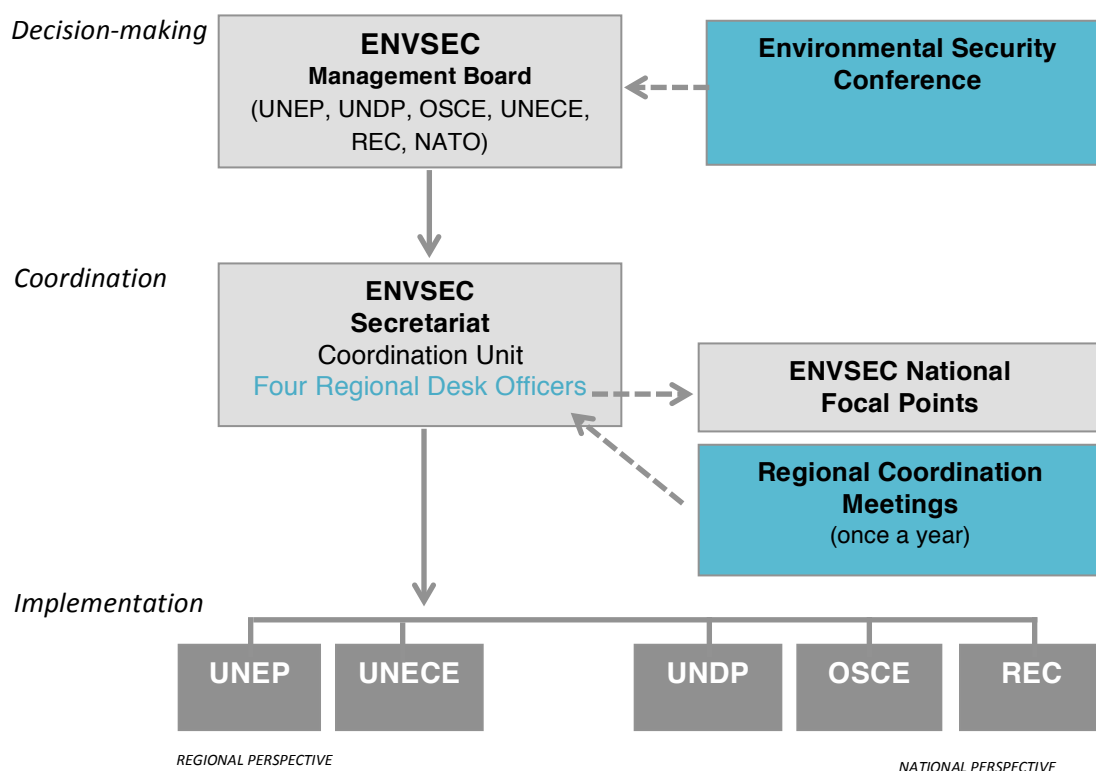 Decision-making
ENVSEC
Management Board
(UNEP, UNDP, OSCE, UNECE,
REC, NATO)
Environmental Security
Conference
Coordination
ENVSEC
Secretariat
Coordination Unit
Four Regional Desk Officers
ENVSEC National
Focal Points
Regional Coordination
Meetings
(once a year)
Implementation
UNEP
UNECE
UNDP
OSCE
REC
REGIONAL PERSPECTIVE
NATIONAL PERSPECTIVE